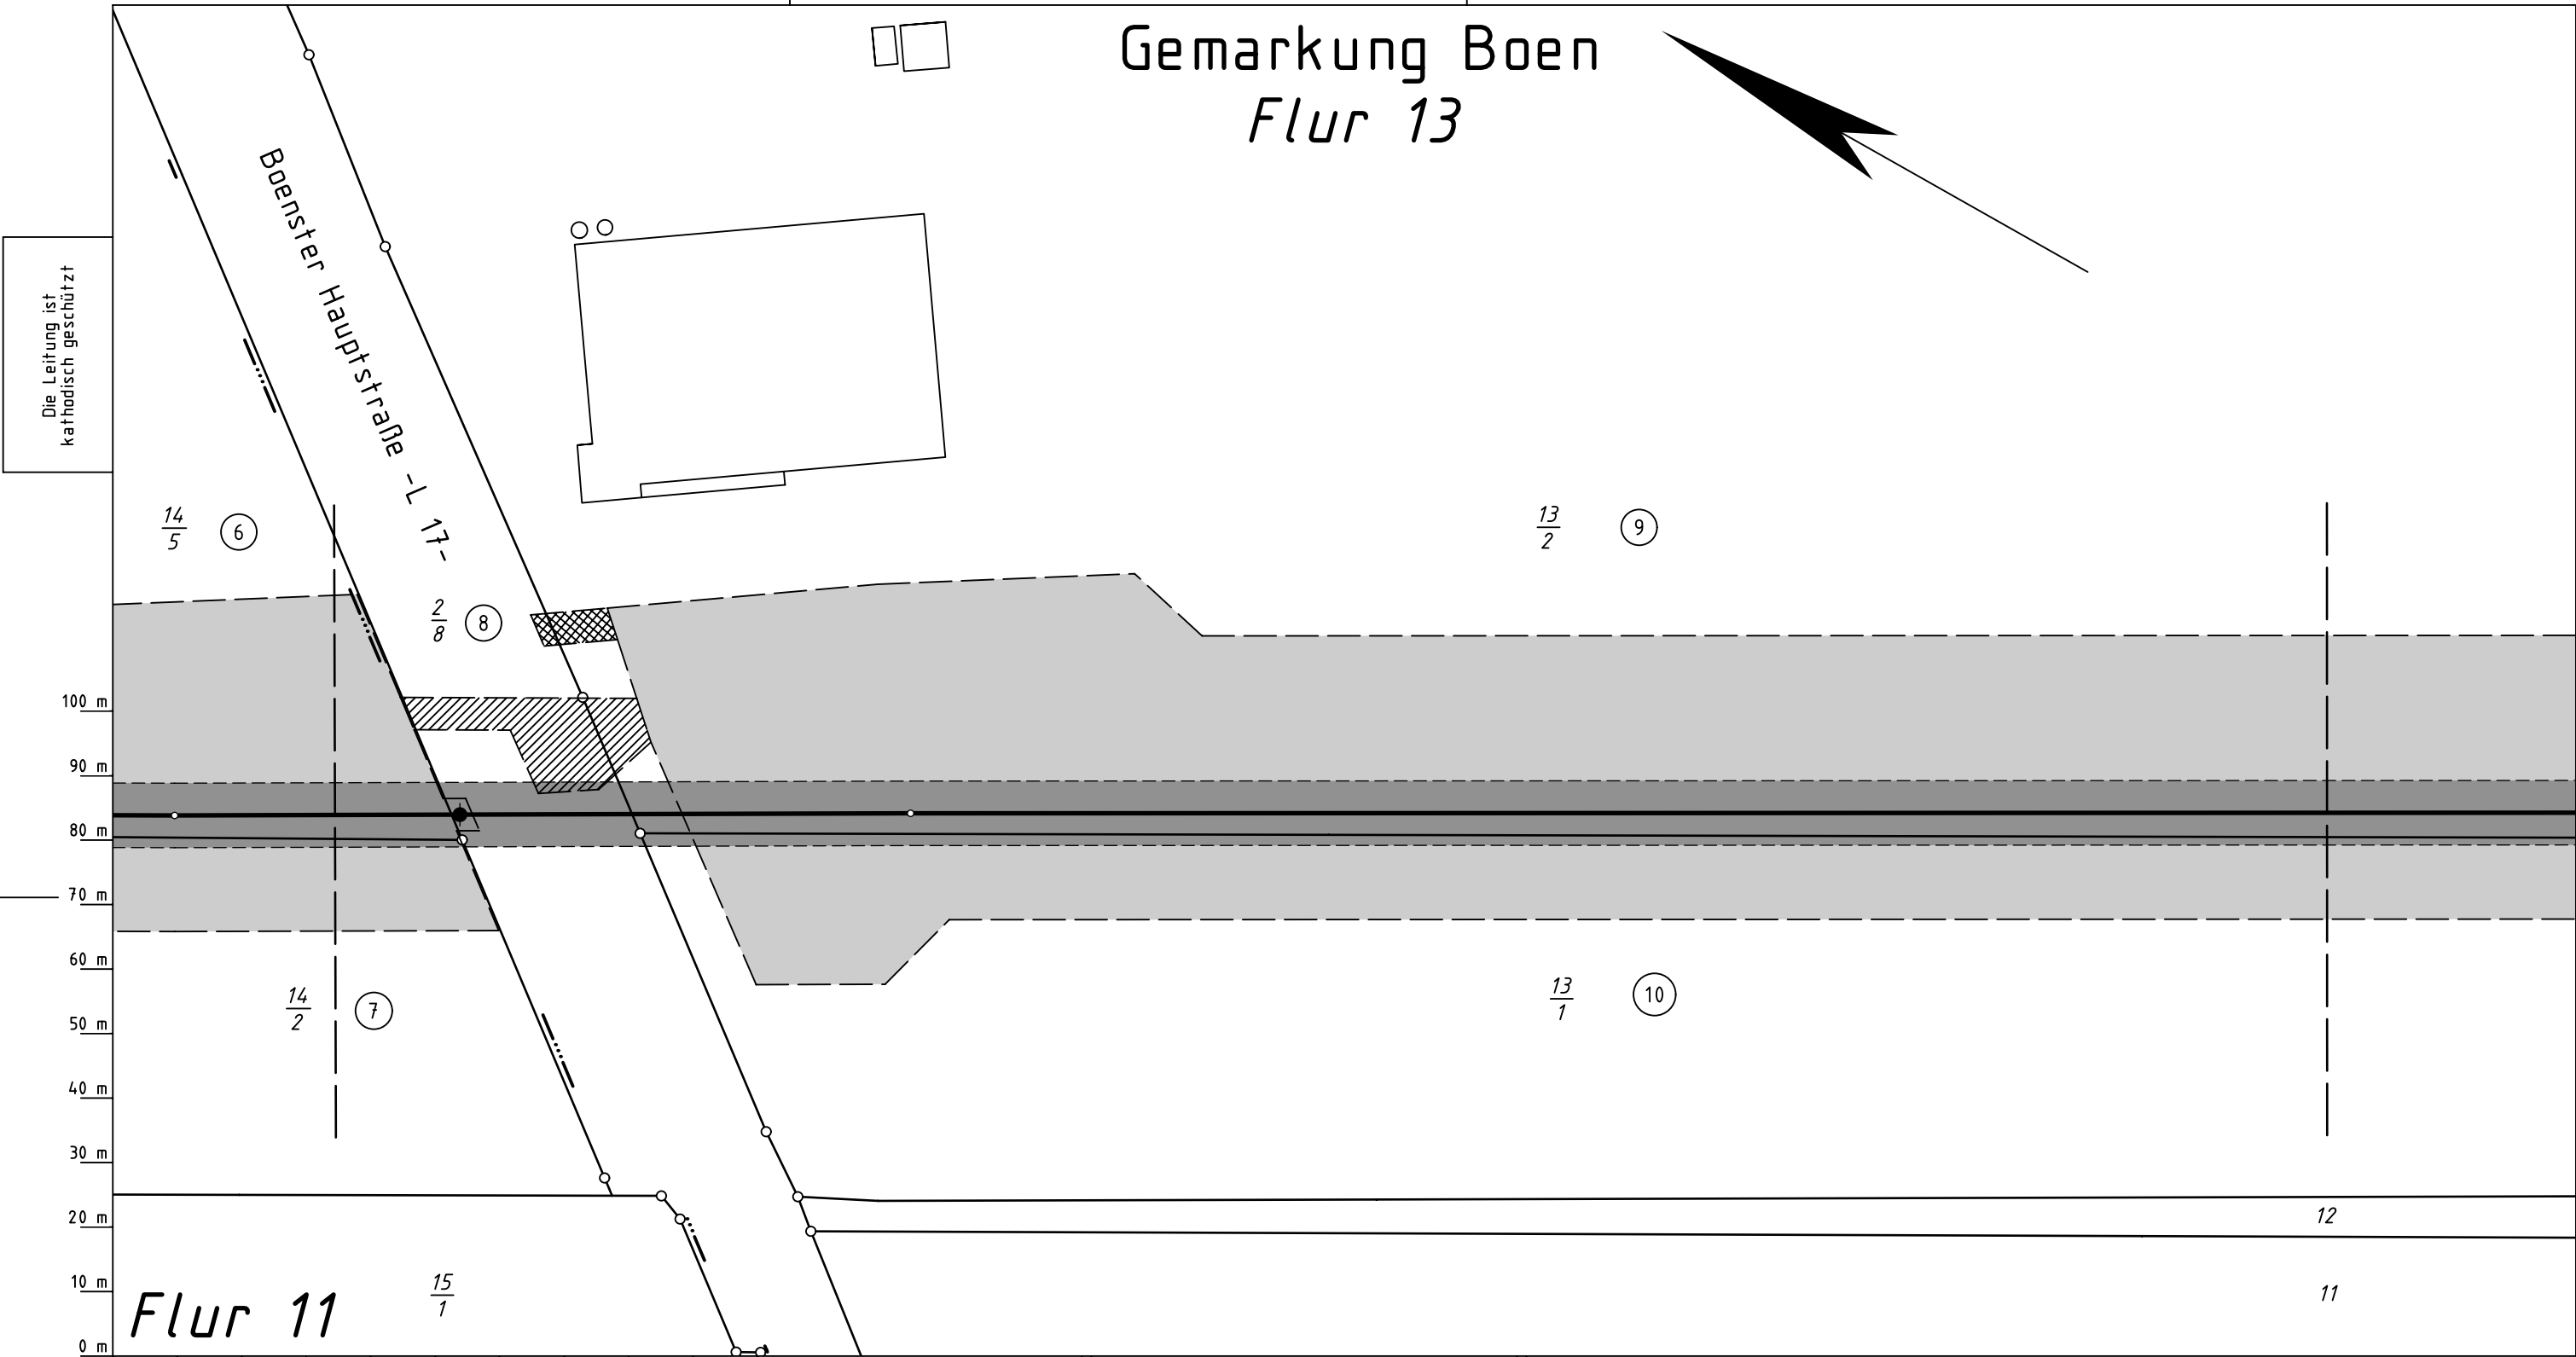 Gemarkung Boen
Flur 13
Boenster Hauptstraße -L 17-
Die Leitung ist
kathodisch geschützt
14
5
6
13
2
9
2
8
8
100 m
90 m
80 m
70 m
60 m
50 m
40 m
30 m
20 m
10 m
0 m
14
2
7
13
1
10
12
11
15
1
Flur 11